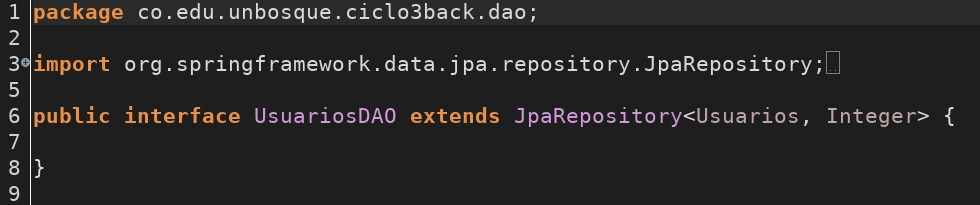 1 package co.edu.unbosque.ciclo3back.dao;
2
3 import org.springframework.data.jpa.repository.JpaRepository;
5
6 public interface UsuariosDAO extends JpaRepository<Usuarios, Integer> {
7
8 }
9